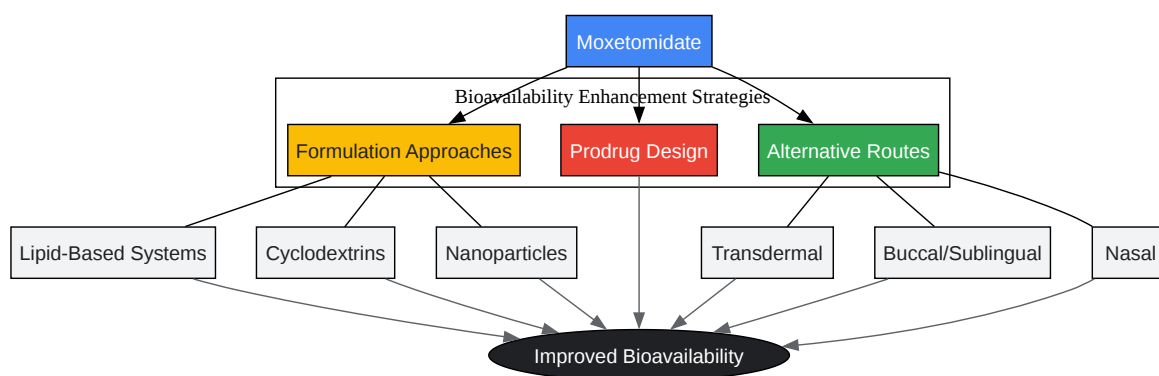 Moxetomidate
Bioavailability Enhancement Strategies
Formulation Approaches
Prodrug Design
Alternative Routes
Lipid-Based Systems
Cyclodextrins
Nanoparticles
Transdermal
Buccal/Sublingual
Nasal
Improved Bioavailability